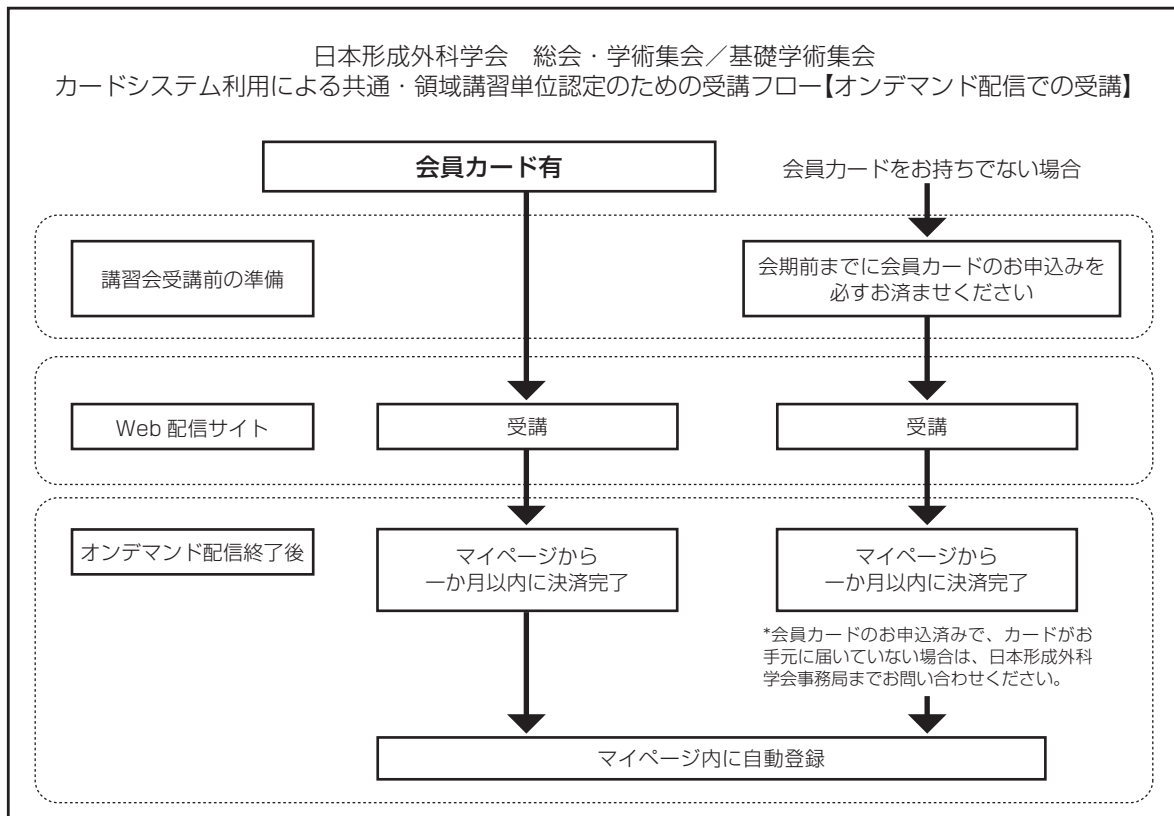 日本形成外科学会　総会・学術集会／基礎学術集会
カードシステム利用による共通・領域講習単位認定のための受講フロー【オンデマンド配信での受講】
会員カード有
会員カードをお持ちでない場合
講習会受講前の準備
会期前までに会員カードのお申込みを
必すお済ませください
Web 配信サイト
受講
受講
オンデマンド配信終了後
マイページから
一か月以内に決済完了
マイページから
一か月以内に決済完了
*会員カードのお申込済みで、カードがお
手元に届いていない場合は、日本形成外科
学会事務局までお問い合わせください。
マイページ内に自動登録